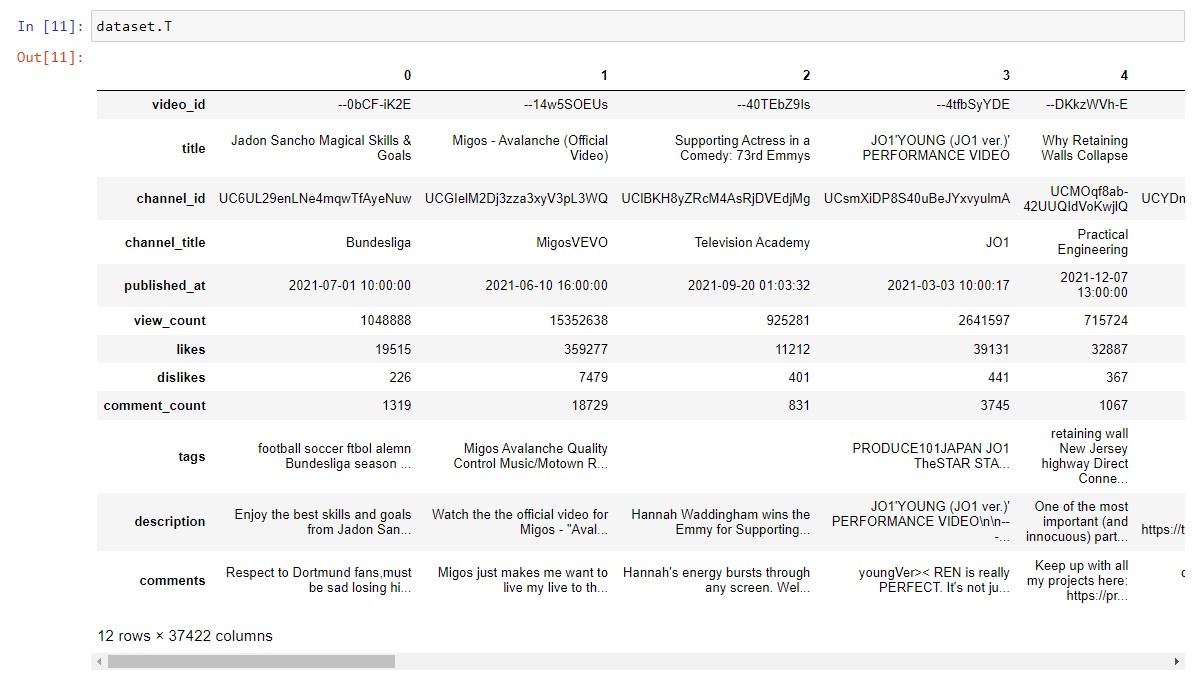 In [11]: dataset.T
Out[11]:
0 1 2 3 4
video_id --0bCF-iK2E --14w5SOEUs --40TEbZ9Is --4tfbSyYDE --DKkzWVh-E
title Jadon Sancho Magical Skills & Goals Migos - Avalanche (Official Video) Supporting Actress in a Comedy: 73rd Emmys JO1'YOUNG (JO1 ver.)' PERFORMANCE VIDEO Why Retaining Walls Collapse
channel_id UC6UL29enLNe4mqwTfAyeNuw UCGIelM2Dj3zza3xyV3pL3WQ UClBKH8yZRcM4AsRjDVEdjMg UCsmXiDP8S40uBeJYxvyulmA UCMOqf8ab-42UUQIdVoKwjlQ UCYDm
channel_title Bundesliga MigosVEVO Television Academy JO1 Practical Engineering
published_at 2021-07-01 10:00:00 2021-06-10 16:00:00 2021-09-20 01:03:32 2021-03-03 10:00:17 2021-12-07 13:00:00
view_count 1048888 15352638 925281 2641597 715724
likes 19515 359277 11212 39131 32887
dislikes 226 7479 401 441 367
comment_count 1319 18729 831 3745 1067
tags football soccer ftbol alemn Bundesliga season ... Migos Avalanche Quality Control Music/Motown R... PRODUCE101JAPAN JO1 TheSTAR STA... retaining wall New Jersey highway Direct Conne...
description Enjoy the best skills and goals from Jadon San... Watch the the official video for Migos - "Aval... Hannah Waddingham wins the Emmy for Supporting... JO1'YOUNG (JO1 ver.)' PERFORMANCE VIDEO\n\n---... One of the most important (and innocuous) part... https://t
comments Respect to Dortmund fans,must be sad losing hi... Migos just makes me want to live my live to th... Hannah's energy bursts through any screen. Wel... youngVer>< REN is really PERFECT. It's not ju... Keep up with all my projects here: https://pr...
12 rows × 37422 columns